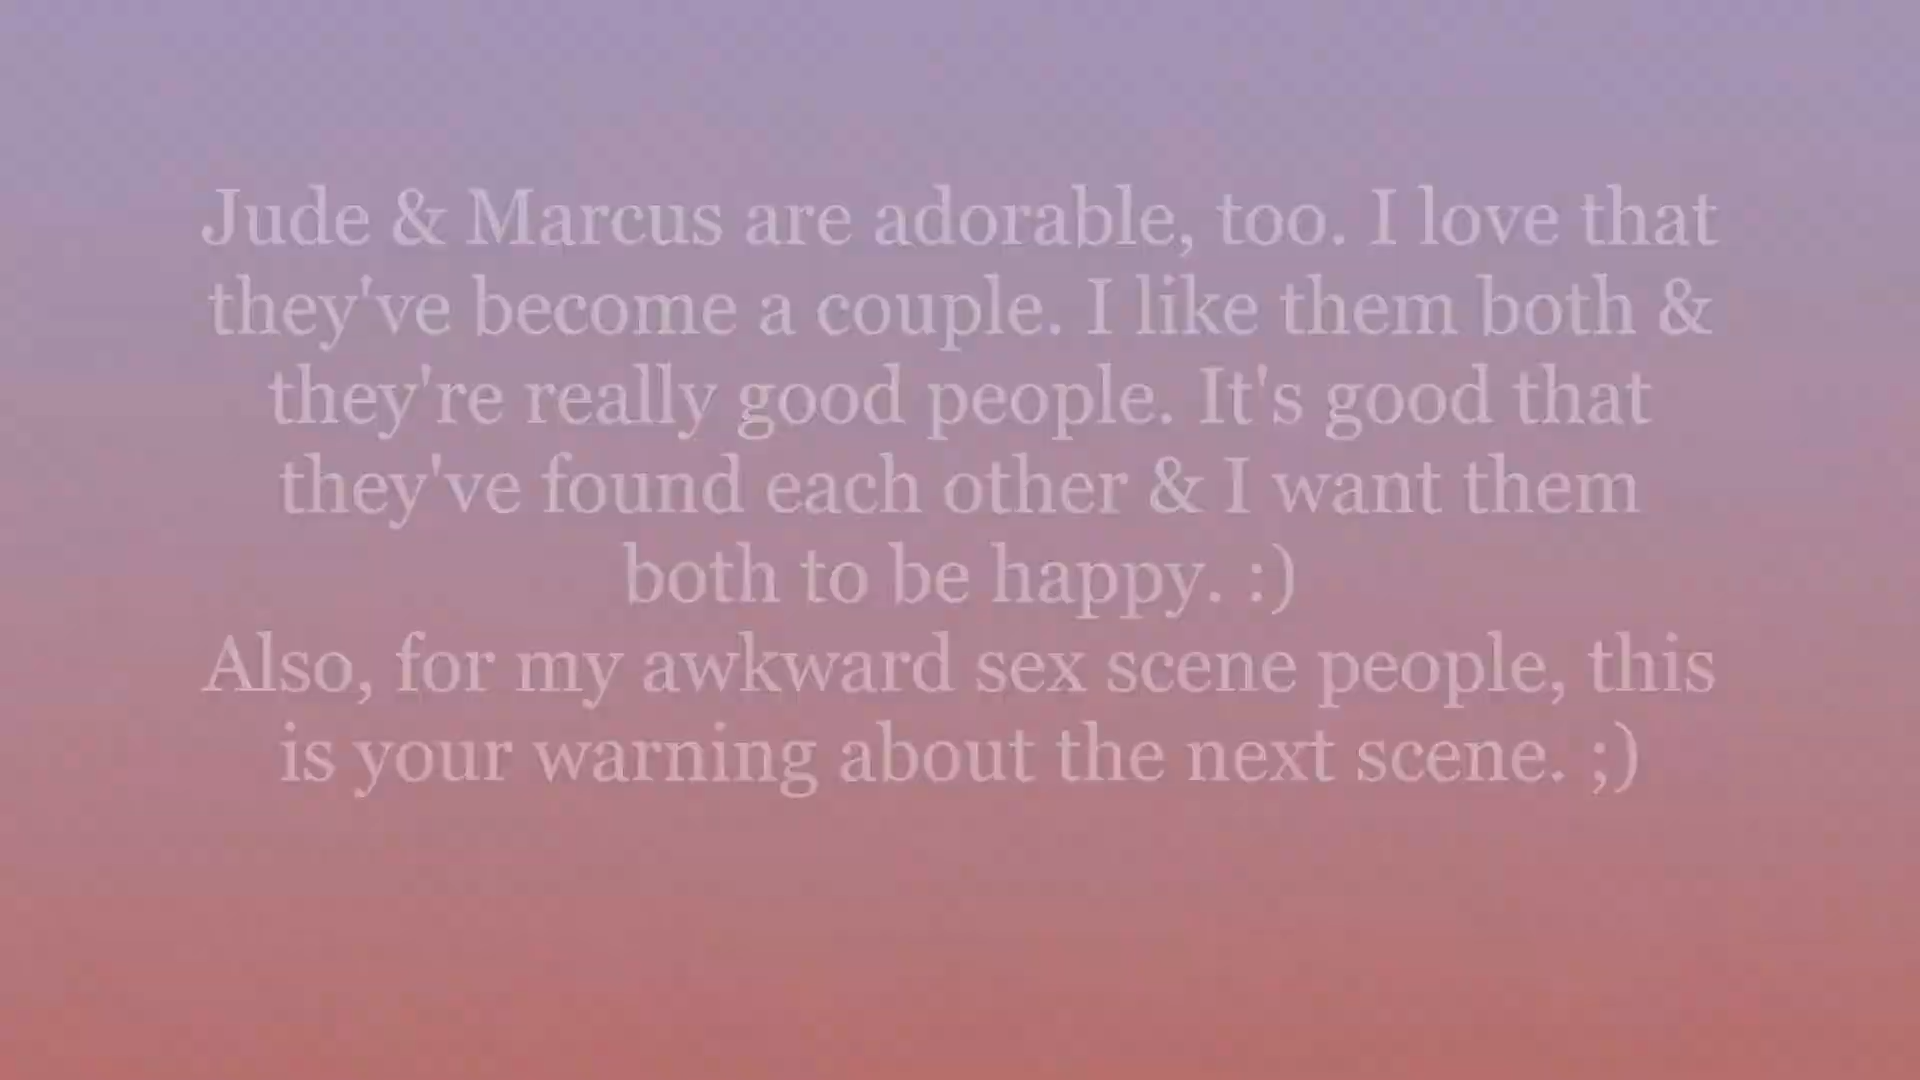 Jude & Marcus are adorable, too. I love that
they've become a couple. I like them both &
they're really good people. It's good that
they've found each other & I want them
both to be happy. :)
Also, for my awkward sex scene people, this
is your warning about the next scene. ;)